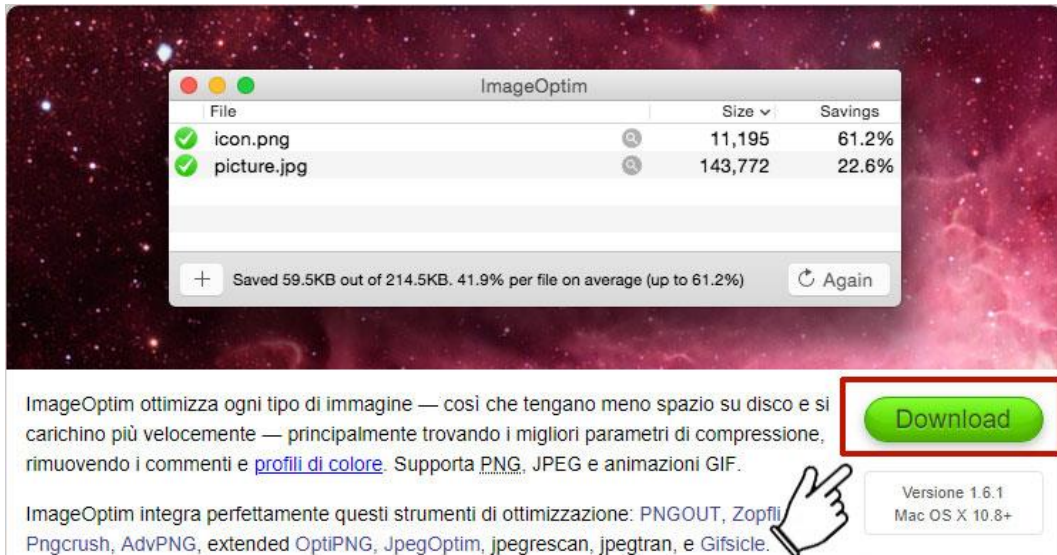 ImageOptim
File Size Savings
icon.png 11,195 61.2%
picture.jpg 143,772 22.6%
+ Saved 59.5KB out of 214.5KB. 41.9% per file on average (up to 61.2%) Again
ImageOptim ottimizza ogni tipo di immagine — così che tengano meno spazio su disco e si
carichino più velocemente — principalmente trovando i migliori parametri di compressione,
rimuovendo i commenti e profili di colore. Supporta PNG, JPEG e animazioni GIF.
Download
Versione 1.6.1
Mac OS X 10.8+
ImageOptim integra perfettamente questi strumenti di ottimizzazione: PNGOUT, Zopfli
Pngcrush, AdvPNG, extended OptiPNG, JpegOptim, jpegrescan, jpegtran, e Gifsicle.